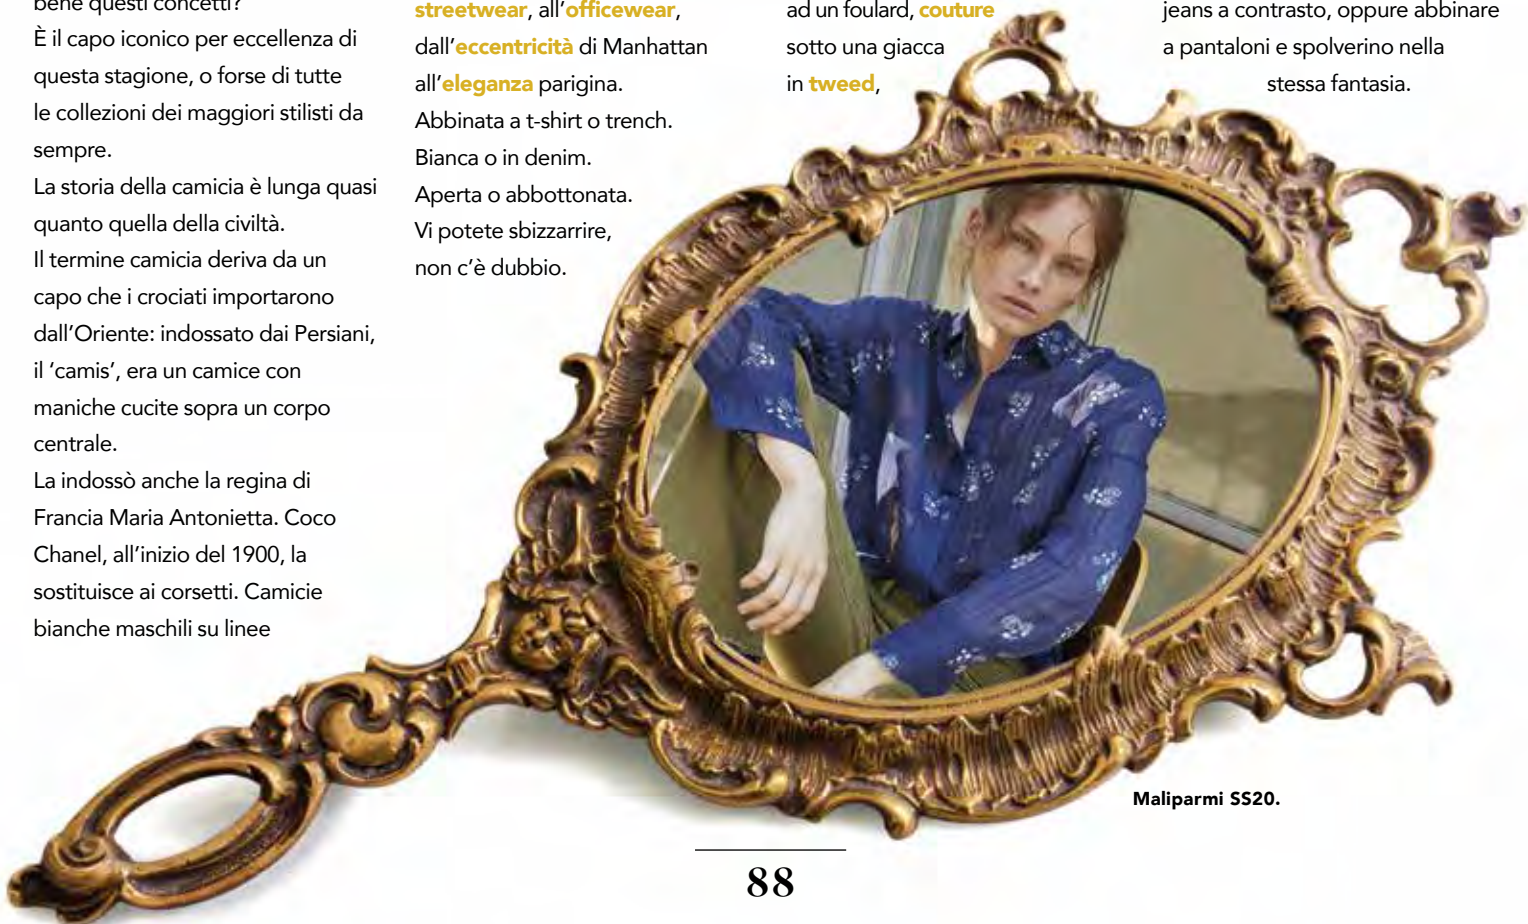 bene questi concetti?
È il capo iconico per eccellenza di
questa stagione, o forse di tutte
le collezioni dei maggiori stilisti da
sempre.
La storia della camicia è lunga quasi
quanto quella della civiltà.
Il termine camicia deriva da un
capo che i crociati importarono
dall’Oriente: indossato dai Persiani,
il ‘camis’, era un camice con
maniche cucite sopra un corpo
centrale.
La indossò anche la regina di
Francia Maria Antonietta. Coco
Chanel, all’inizio del 1900, la
sostituisce ai corsetti. Camicie
bianche maschili su linee
streetwear, all’officewear,
dall’eccentricità di Manhattan
all’eleganza parigina.
Abbinata a t-shirt o trench.
Bianca o in denim.
Aperta o abbottonata.
Vi potete sbizzarrire,
non c’è dubbio.
ad un foulard, couture
sotto una giacca
in tweed,
jeans a contrasto, oppure abbinare
a pantaloni e spolverino nella
stessa fantasia.
Maliparmi SS20.
88